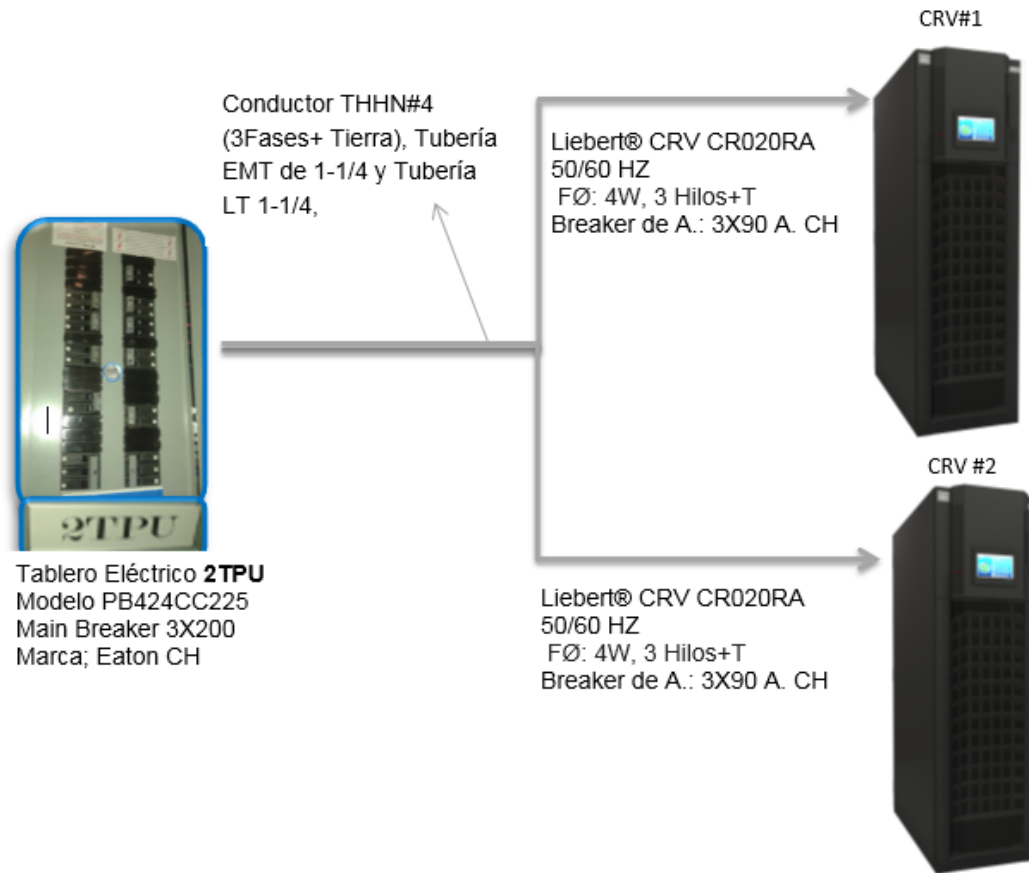 CRV#1
Conductor THHN#4
(3Fases+ Tierra), Tubería
EMT de 1-1/4 y Tubería
LT 1-1/4,
Liebert® CRV CR020RA
50/60 HZ
FØ: 4W, 3 Hilos+T
Breaker de A.: 3X90 A. CH
2TPU
Tablero Eléctrico 2TPU
Modelo PB424CC225
Main Breaker 3X200
Marca; Eaton CH
CRV #2
Liebert® CRV CR020RA
50/60 HZ
FØ: 4W, 3 Hilos+T
Breaker de A.: 3X90 A. CH